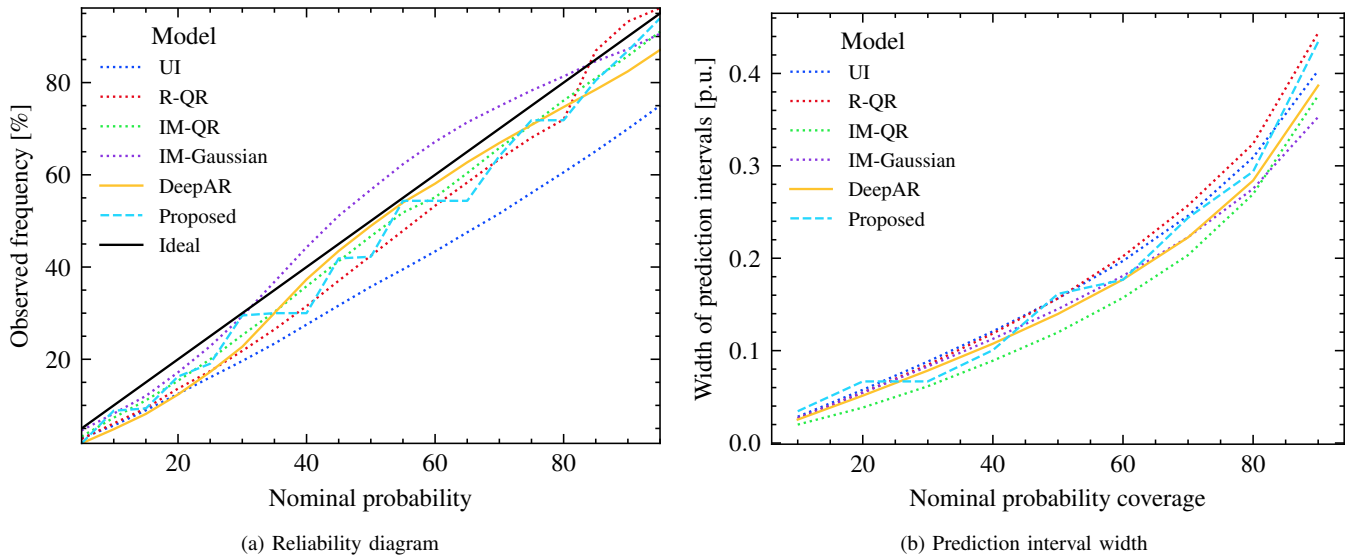 Observed frequency [%]
80
60
40
20
Model
UI
R-QR
IM-QR
IM-Gaussian
DeepAR
Proposed
Ideal
20 40 60 80
Nominal probability
(a) Reliability diagram
Width of prediction intervals [p.u.]
0.4
0.3
0.2
0.1
0.0
Model
UI
R-QR
IM-QR
IM-Gaussian
DeepAR
Proposed
20 40 60 80
Nominal probability coverage
(b) Prediction interval width